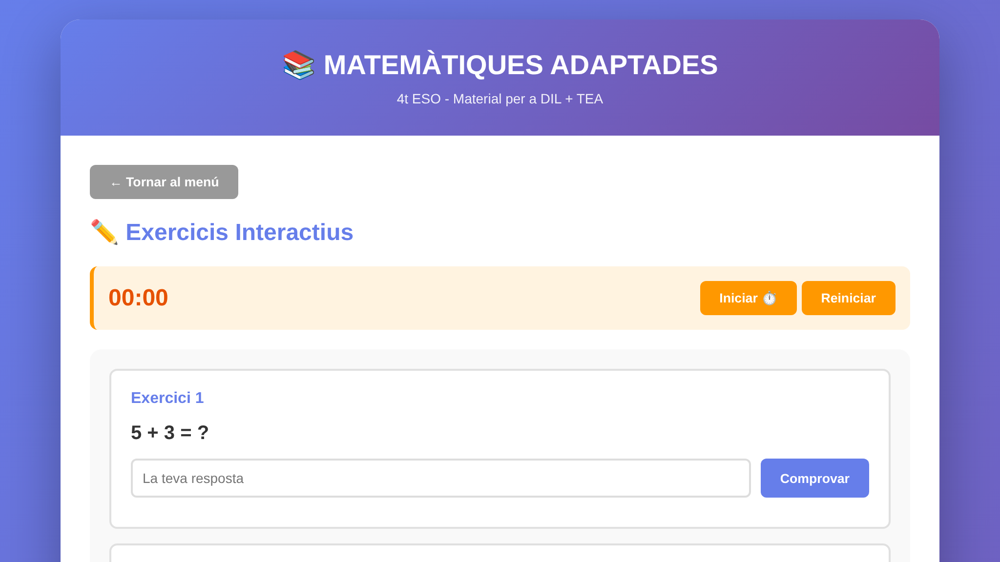 📚 MATEMÀTIQUES ADAPTADES
4t ESO - Material per a DIL + TEA
← Tornar al menú
✏️ Exercicis Interactius
00:00
Iniciar ⏱️
Reiniciar
Exercici 1
5 + 3 = ?
La teva resposta
Comprovar